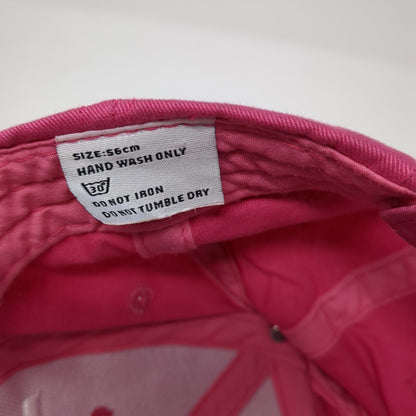 SIZE:56cm
HAND WASH ONLY
30°
DO NOT IRON
DO NOT TUMBLE DRY